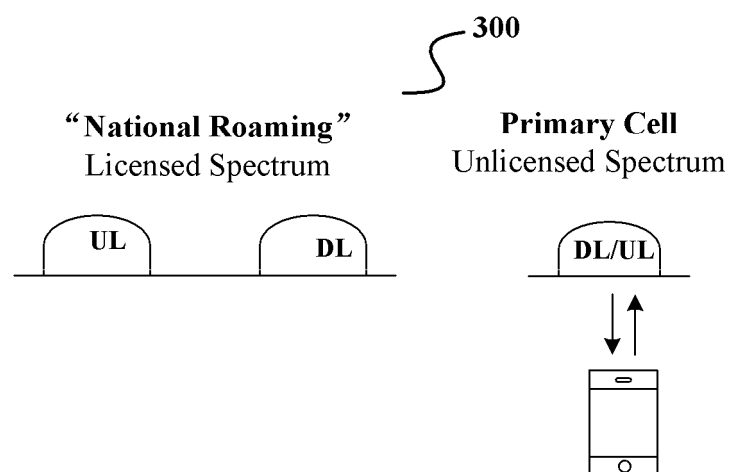 300
“National Roaming”
Licensed Spectrum
Primary Cell
Unlicensed Spectrum
UL
DL
DL/UL